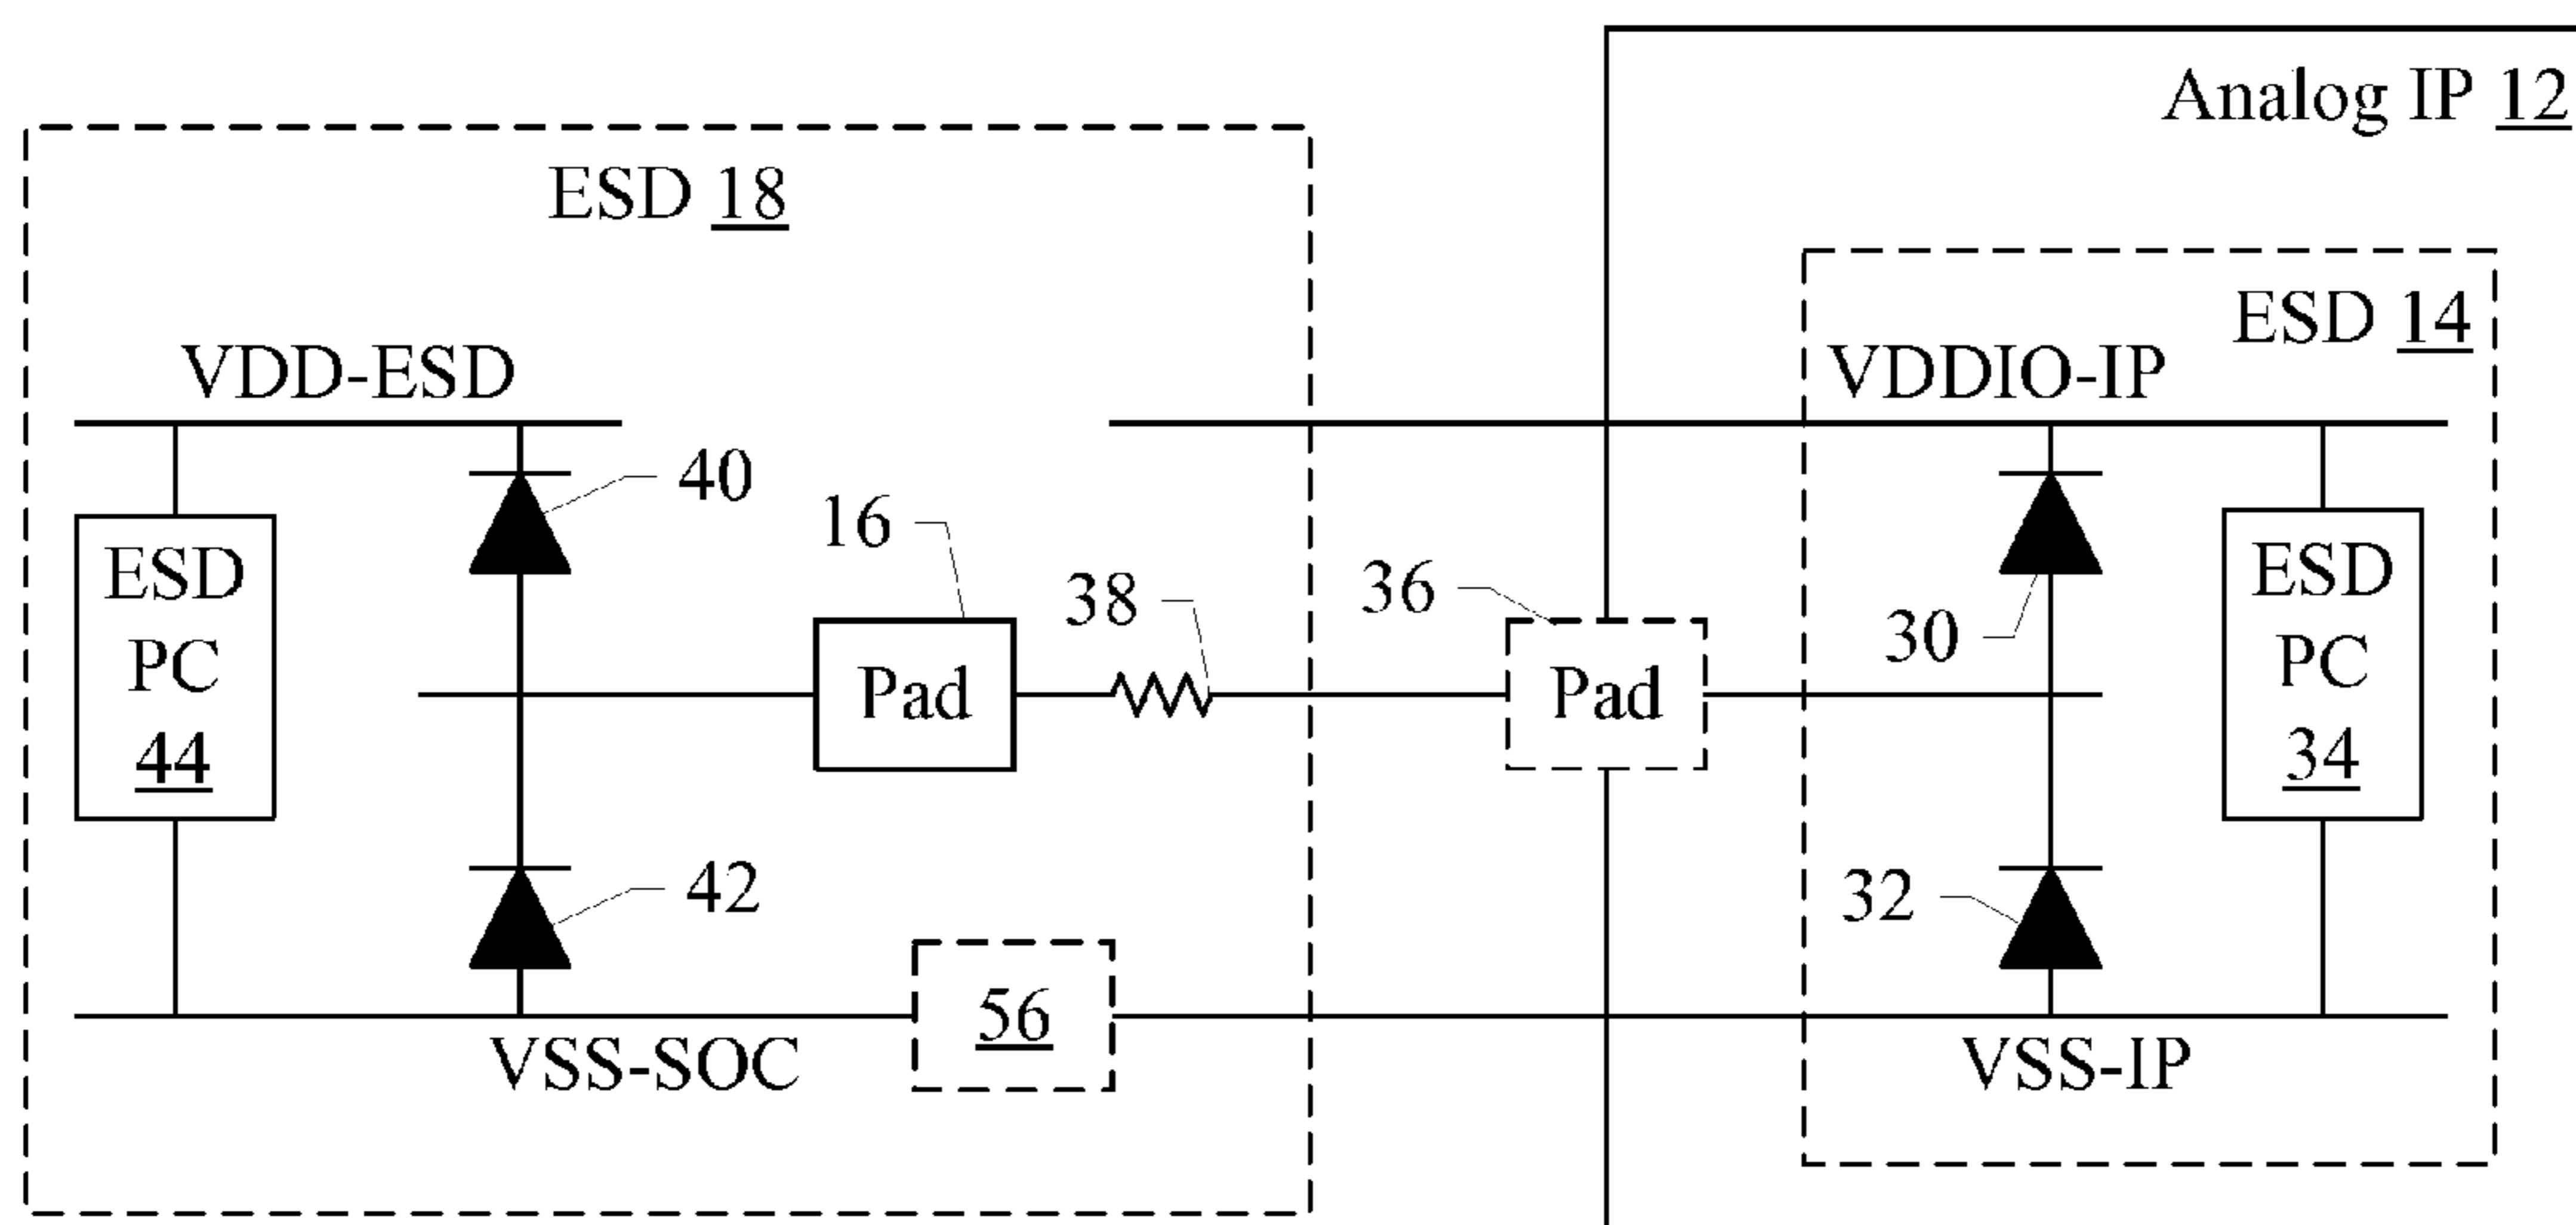 Analog IP 12
ESD 18
ESD 14
VDD-ESD
VDDIO-IP
40
16
38
36
30
ESD
PC
44
Pad
Pad
ESD
PC
34
42
32
56
VSS-SOC
VSS-IP